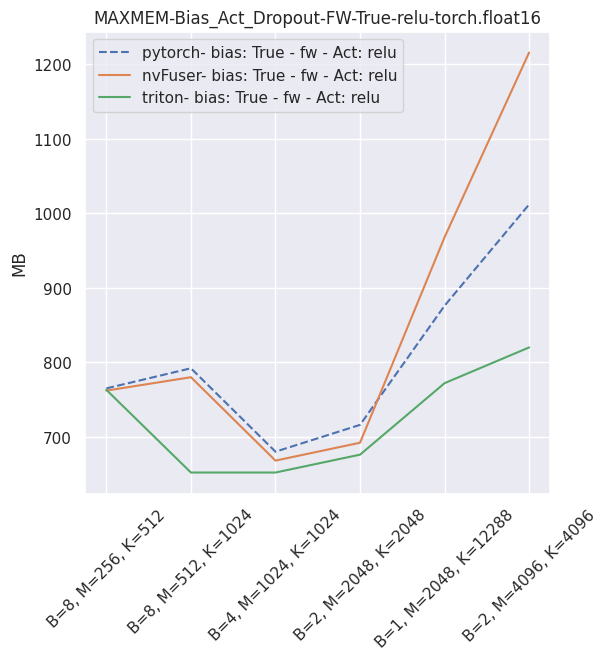 MAXMEM-Bias_Act_Dropout-FW-True-relu-torch.float16
pytorch- bias: True - fw - Act: relu
nvFuser- bias: True - fw - Act: relu
triton- bias: True - fw - Act: relu
1200
1100
1000
900
800
700
MB
B=8, M=256, K=512
B=8, M=512, K=1024
B=4, M=1024, K=1024
B=2, M=2048, K=2048
B=1, M=2048, K=12288
B=2, M=4096, K=4096